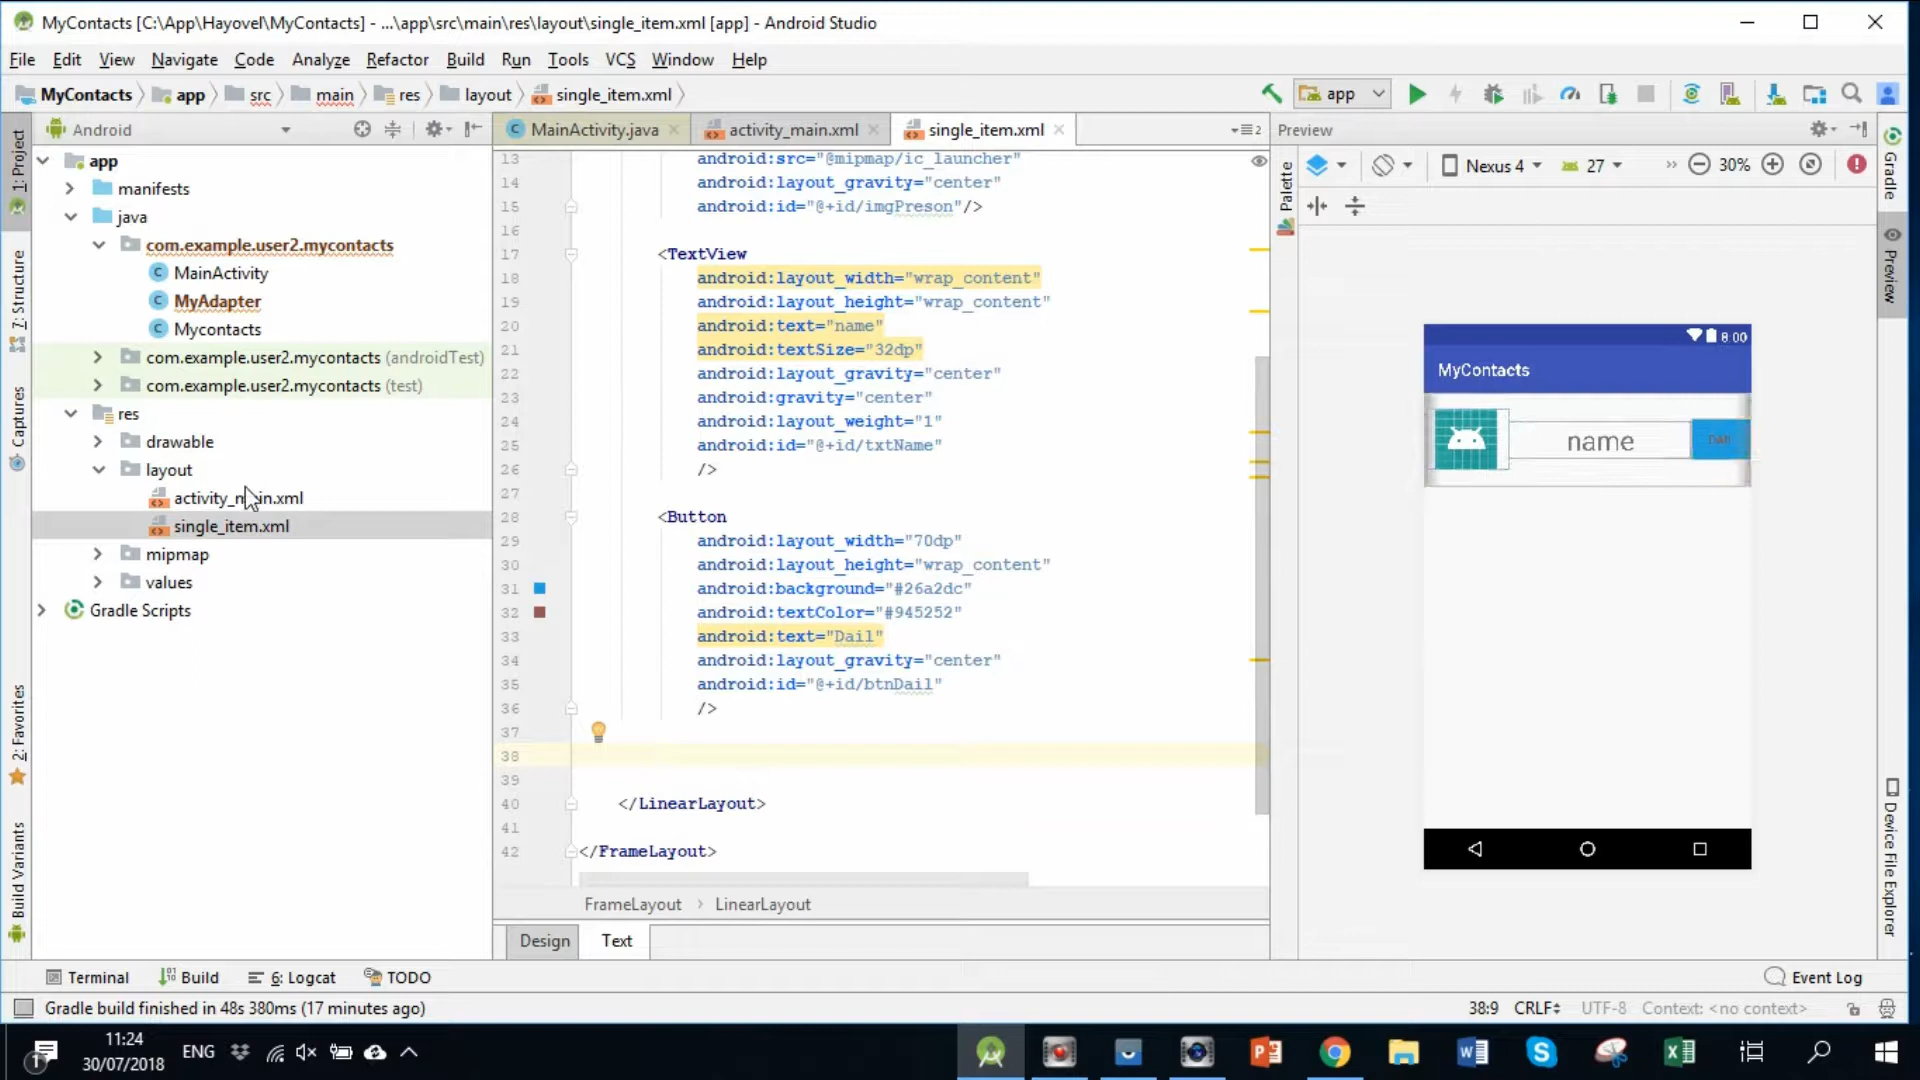 MyContacts [C:\App\Hayovel\MyContacts] - ...\app\src\main\res\layout\single_item.xml [app] - Android Studio
File Edit View Navigate Code Analyze Refactor Build Run Tools VCS Window Help
MyContacts app src main res layout single_item.xml app
1: Project
7: Structure
Captures
2: Favorites
Build Variants
Android
app
manifests
java
com.example.user2.mycontacts
MainActivity
MyAdapter
Mycontacts
com.example.user2.mycontacts (androidTest)
com.example.user2.mycontacts (test)
res
drawable
layout
activity_main.xml
single_item.xml
mipmap
values
Gradle Scripts
MainActivity.java activity_main.xml single_item.xml 2
13 android:src="@mipmap/ic_launcher"
14 android:layout_gravity="center"
15 android:id="@+id/imgPreson"/>
16
17 <TextView
18 android:layout_width="wrap_content"
19 android:layout_height="wrap_content"
20 android:text="name"
21 android:textSize="32dp"
22 android:layout_gravity="center"
23 android:gravity="center"
24 android:layout_weight="1"
25 android:id="@+id/txtName"
26 />
27
28 <Button
29 android:layout_width="70dp"
30 android:layout_height="wrap_content"
31 android:background="#26a2dc"
32 android:textColor="#945252"
33 android:text="Dail"
34 android:layout_gravity="center"
35 android:id="@+id/btnDail"
36 />
37
38
39
40 </LinearLayout>
41
42 </FrameLayout>
FrameLayout LinearLayout
Design Text
Preview
Palette
Nexus 4 27 30%
8:00
MyContacts
name
Gradle
Preview
Device File Explorer
Terminal Build 6: Logcat TODO Event Log
Gradle build finished in 48s 380ms (17 minutes ago) 38:9 CRLF UTF-8 Context: <no context>
1 11:24
30/07/2018
ENG